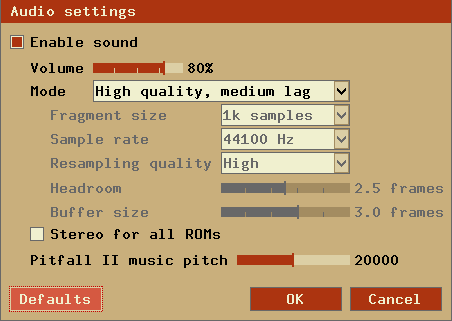 Audio settings
Enable sound
Volume 80%
Mode High quality, medium lag
Fragment size 1k samples
Sample rate 44100 Hz
Resampling quality High
Headroom 2.5 frames
Buffer size 3.0 frames
Stereo for all ROMs
Pitfall II music pitch 20000
Defaults OK Cancel